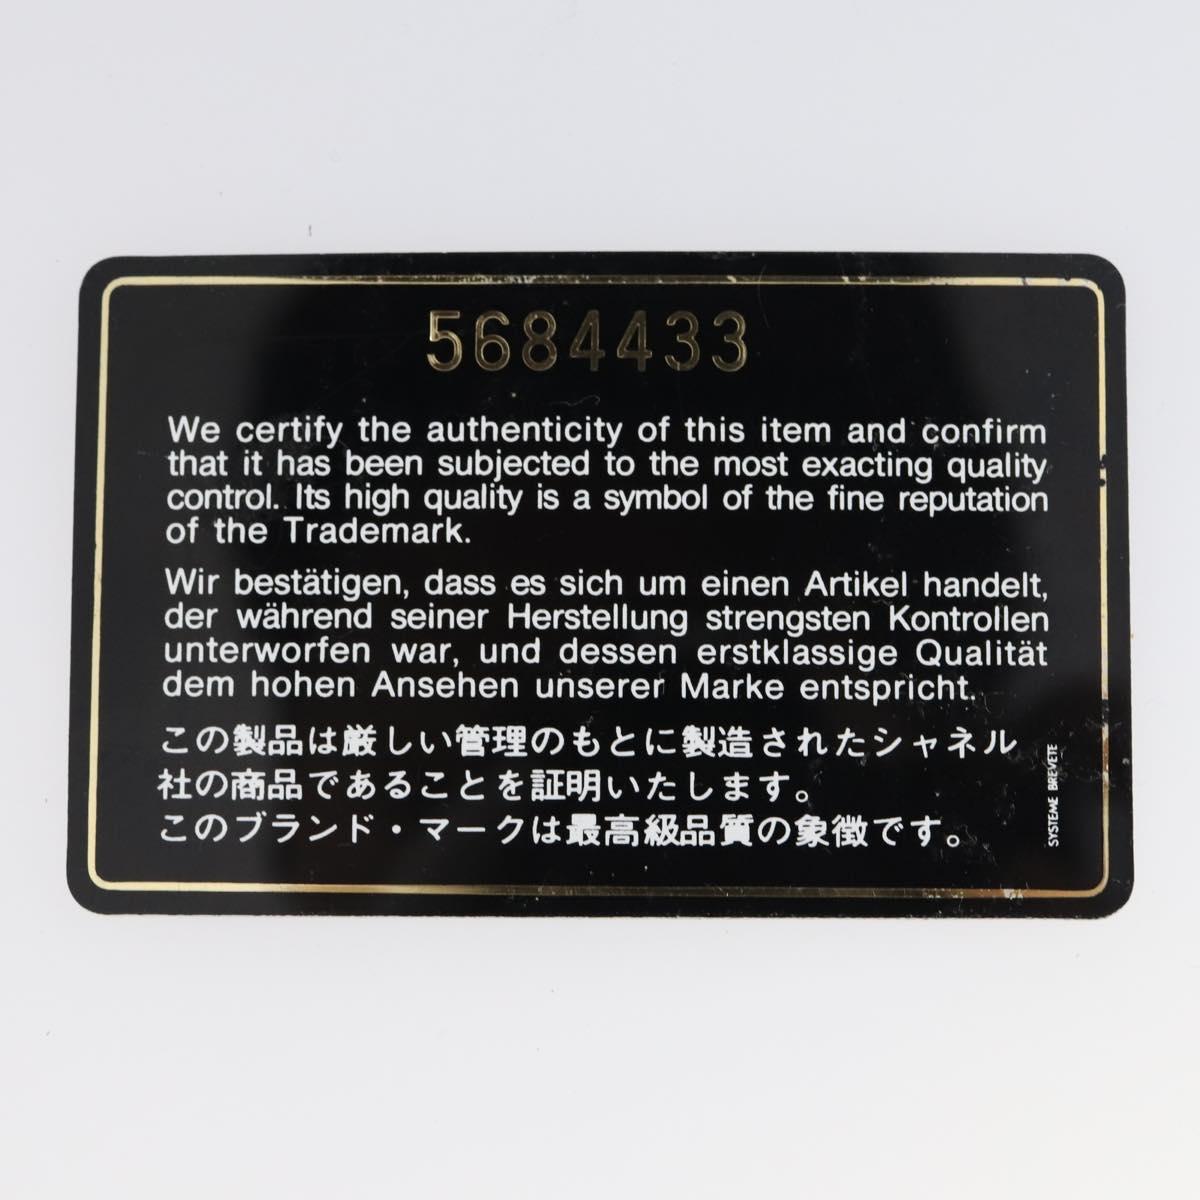 5684433
We certify the authenticity of this item and confirm
that it has been subjected to the most exacting quality
control. Its high quality is a symbol of the fine reputation
of the Trademark.
Wir bestätigen, dass es sich um einen Artikel handelt,
der während seiner Herstellung strengsten Kontrollen
unterworfen war, und dessen erstklassige Qualität
dem hohen Ansehen unserer Marke entspricht.
この製品は厳しい管理のもとに製造されたシャネル
社の商品であることを証明いたします。
このブランド・マークは最高級品質の象徴です。
SYSTEME BREVETE